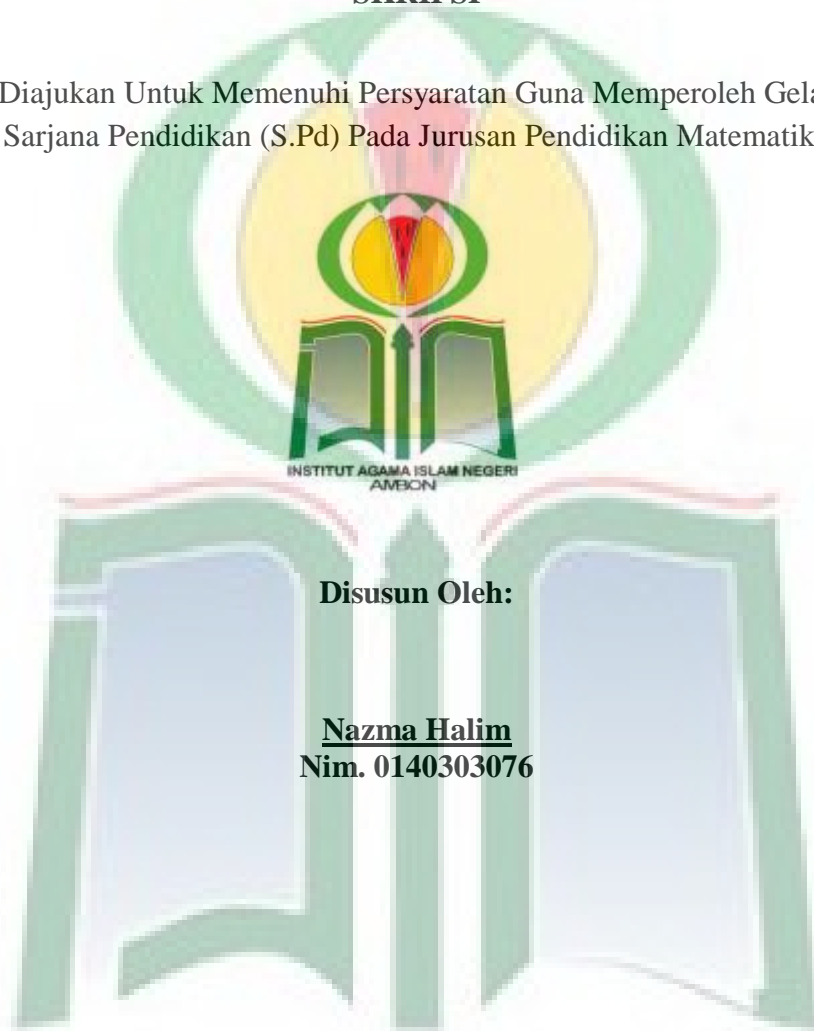 SKRIPSI
Diajukan Untuk Memenuhi Persyaratan Guna Memperoleh Gela
Sarjana Pendidikan (S.Pd) Pada Jurusan Pendidikan Matematik
INSTITUT AGAMA ISLAM NEGERI
AMBON
Disusun Oleh:
Nazma Halim
Nim. 0140303076